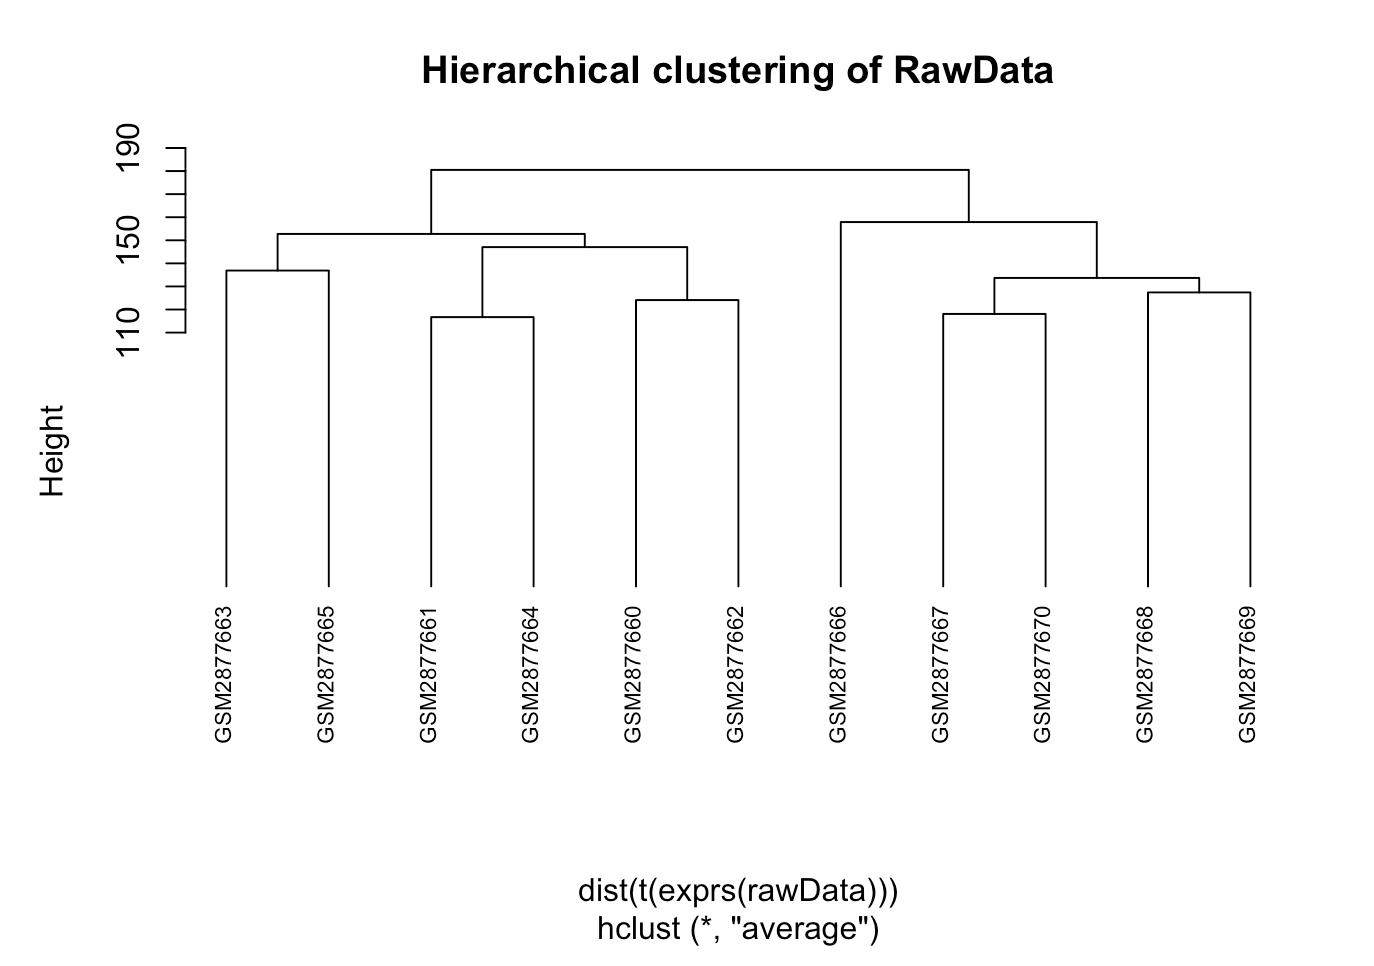 Hierarchical clustering of RawData
190
150
110
Height
GSM2877663
GSM2877665
GSM2877661
GSM2877664
GSM2877660
GSM2877662
GSM2877666
GSM2877667
GSM2877670
GSM2877668
GSM2877669
dist(t(exprs(rawData)))
hclust (*, "average")